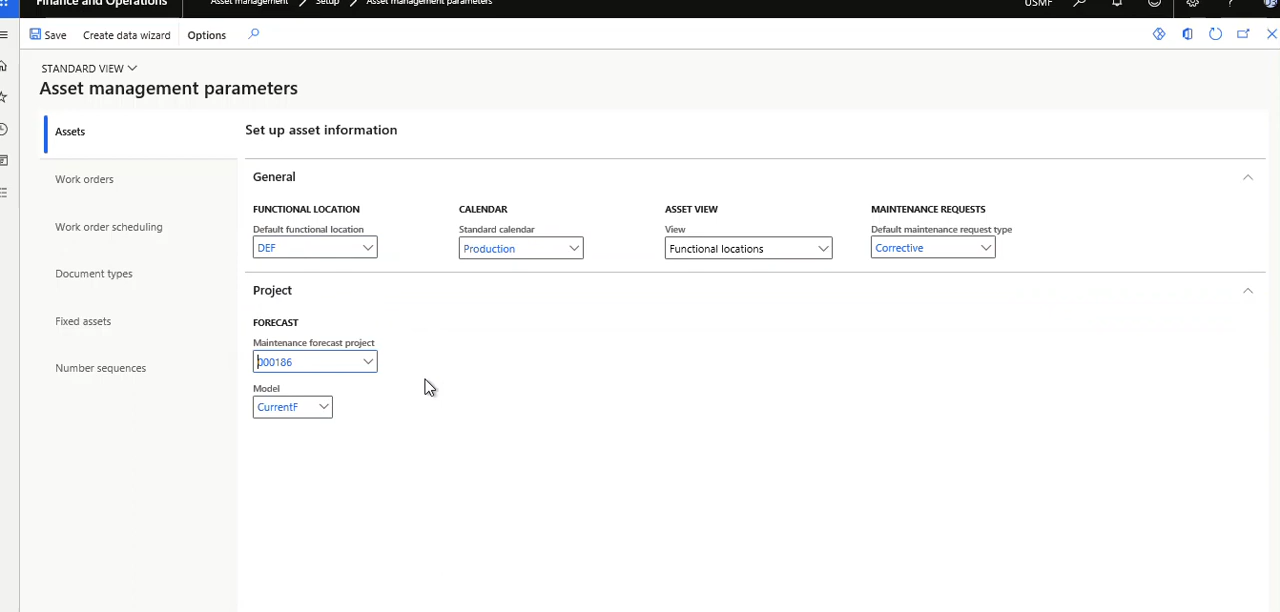 Finance and Operations
Asset management
Setup
Asset management parameters
USMF
Save
Create data wizard
Options
STANDARD VIEW
Asset management parameters
Assets
Work orders
Work order scheduling
Document types
Fixed assets
Number sequences
Set up asset information
General
FUNCTIONAL LOCATION
Default functional location
DEF
CALENDAR
Standard calendar
Production
ASSET VIEW
View
Functional locations
MAINTENANCE REQUESTS
Default maintenance request type
Corrective
Project
FORECAST
Maintenance forecast project
000186
Model
CurrentF